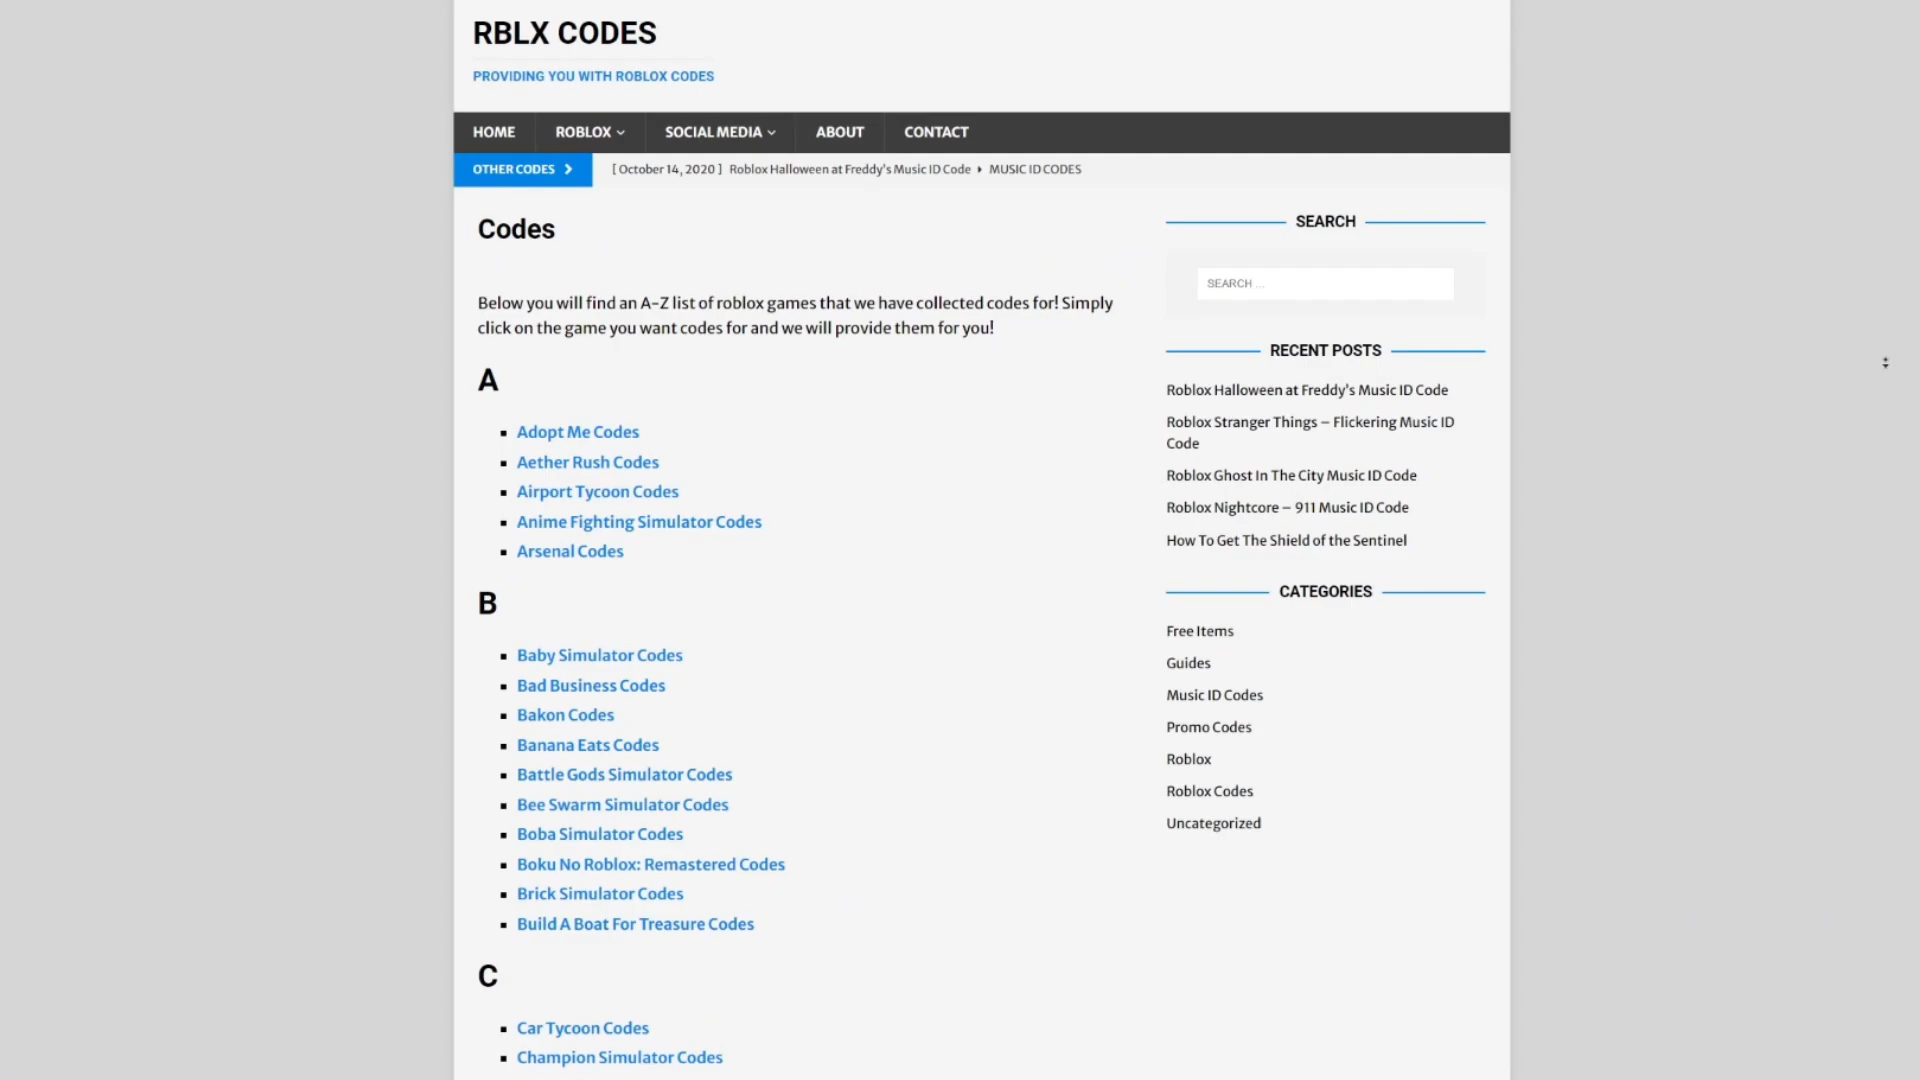 RBLX CODES
PROVIDING YOU WITH ROBLOX CODES
HOME ROBLOX SOCIAL MEDIA ABOUT CONTACT
OTHER CODES [ October 14, 2020 ] Roblox Halloween at Freddy's Music ID Code MUSIC ID CODES
Codes
Below you will find an A-Z list of roblox games that we have collected codes for! Simply
click on the game you want codes for and we will provide them for you!
A
Adopt Me Codes
Aether Rush Codes
Airport Tycoon Codes
Anime Fighting Simulator Codes
Arsenal Codes
B
Baby Simulator Codes
Bad Business Codes
Bakon Codes
Banana Eats Codes
Battle Gods Simulator Codes
Bee Swarm Simulator Codes
Boba Simulator Codes
Boku No Roblox: Remastered Codes
Brick Simulator Codes
Build A Boat For Treasure Codes
C
Car Tycoon Codes
Champion Simulator Codes
SEARCH
SEARCH ...
RECENT POSTS
Roblox Halloween at Freddy's Music ID Code
Roblox Stranger Things – Flickering Music ID
Code
Roblox Ghost In The City Music ID Code
Roblox Nightcore – 911 Music ID Code
How To Get The Shield of the Sentinel
CATEGORIES
Free Items
Guides
Music ID Codes
Promo Codes
Roblox
Roblox Codes
Uncategorized